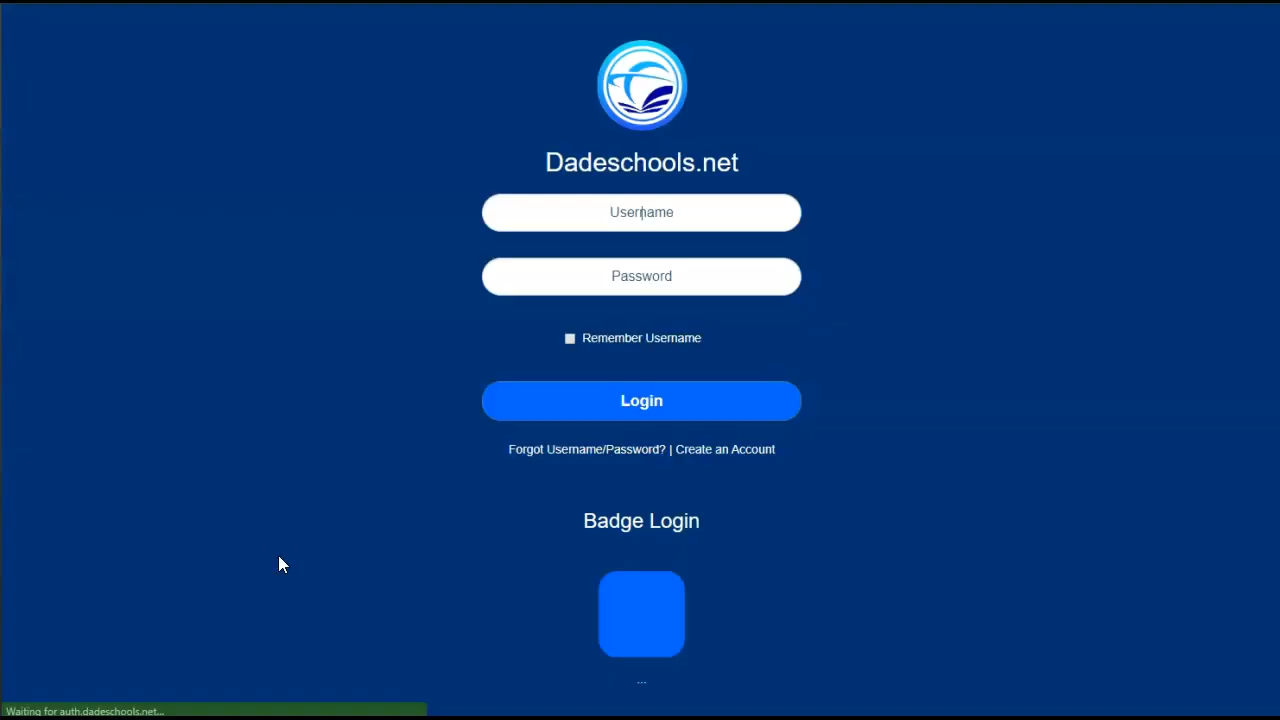 Dadeschools.net
Username
Password
Remember Username
Login
Forgot Username/Password? | Create an Account
Badge Login
...
Waiting for auth.dadeschools.net...